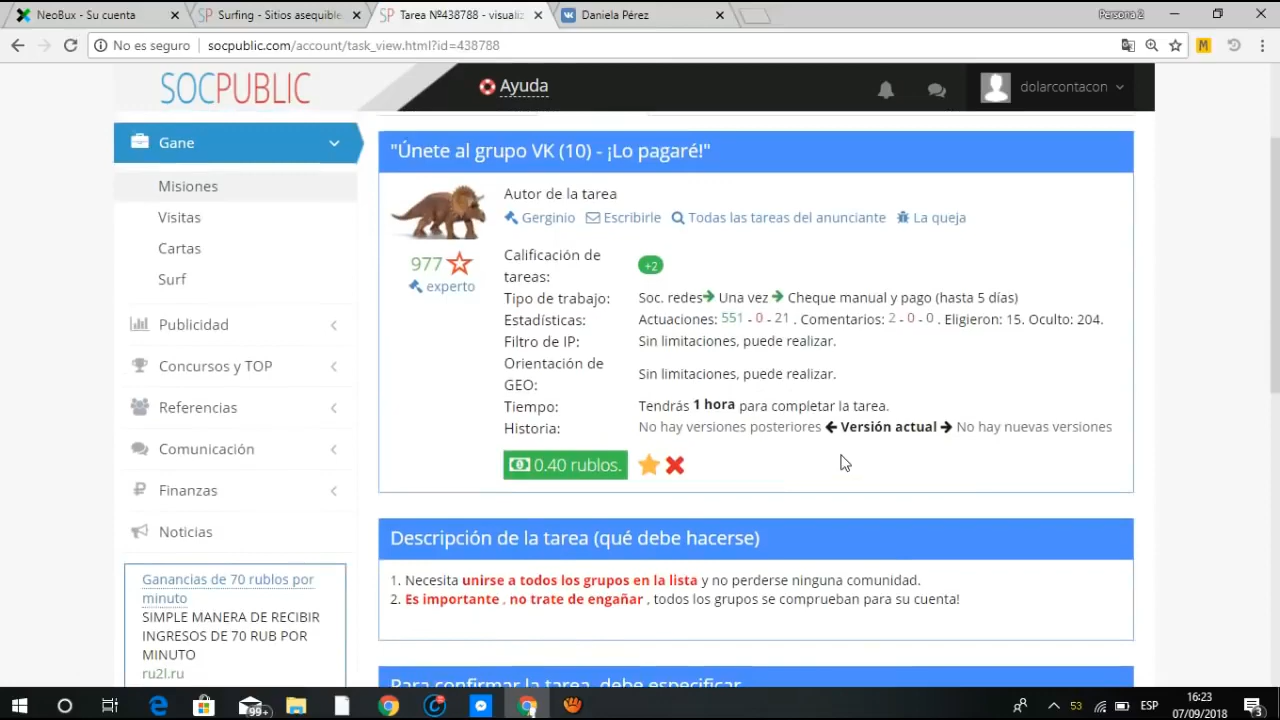 NeoBux - Su cuenta
Surfing - Sitios asequible
Tarea №438788 - visualiz
Daniela Pérez
Persona 2
No es seguro
socpublic.com/account/task_view.html?id=438788
SOCPUBLIC
Ayuda
dolarcontacon
Gane
Misiones
Visitas
Cartas
Surf
Publicidad
Concursos y TOP
Referencias
Comunicación
Finanzas
Noticias
Ganancias de 70 rublos por
minuto
SIMPLE MANERA DE RECIBIR
INGRESOS DE 70 RUB POR
MINUTO
ru2l.ru
"Únete al grupo VK (10) - ¡Lo pagaré!"
977
experto
Autor de la tarea
Gerginio Escribirle Todas las tareas del anunciante La queja
Calificación de
tareas:
+2
Tipo de trabajo: Soc. redes Una vez Cheque manual y pago (hasta 5 días)
Estadísticas: Actuaciones: 551 - 0 - 21 . Comentarios: 2 - 0 - 0 . Eligieron: 15. Oculto: 204.
Filtro de IP: Sin limitaciones, puede realizar.
Orientación de
GEO:
Sin limitaciones, puede realizar.
Tiempo: Tendrás 1 hora para completar la tarea.
Historia: No hay versiones posteriores Versión actual No hay nuevas versiones
0.40 rublos.
Descripción de la tarea (qué debe hacerse)
1. Necesita unirse a todos los grupos en la lista y no perderse ninguna comunidad.
2. Es importante , no trate de engañar , todos los grupos se comprueban para su cuenta!
Para confirmar la tarea, debe especificar
99+
53
ESP
16:23
07/09/2018
3